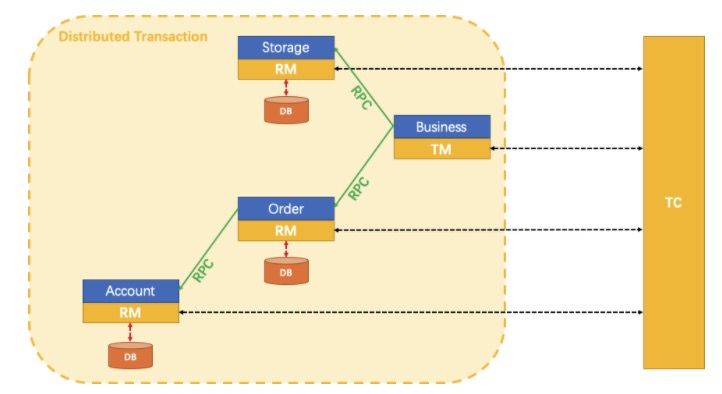 Distributed Transaction
Storage
RM
DB
RPC
Business
TM
RPC
Order
RM
DB
RPC
Account
RM
DB
TC